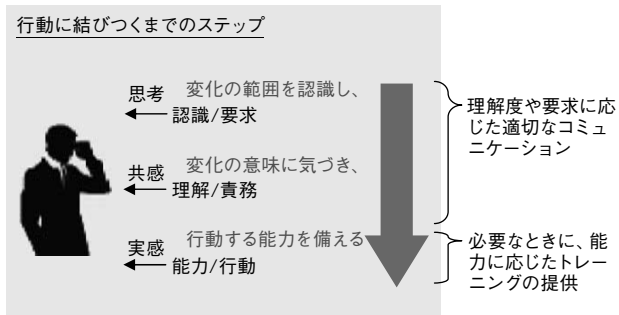 行動に結びつくまでのステップ
思考
変化の範囲を認識し、
認識/要求
共感
変化の意味に気づき、
理解/責務
実感
行動する能力を備える
能力/行動
理解度や要求に応
じた適切なコミュ
ニケーション
必要なときに、能
力に応じたトレー
ニングの提供